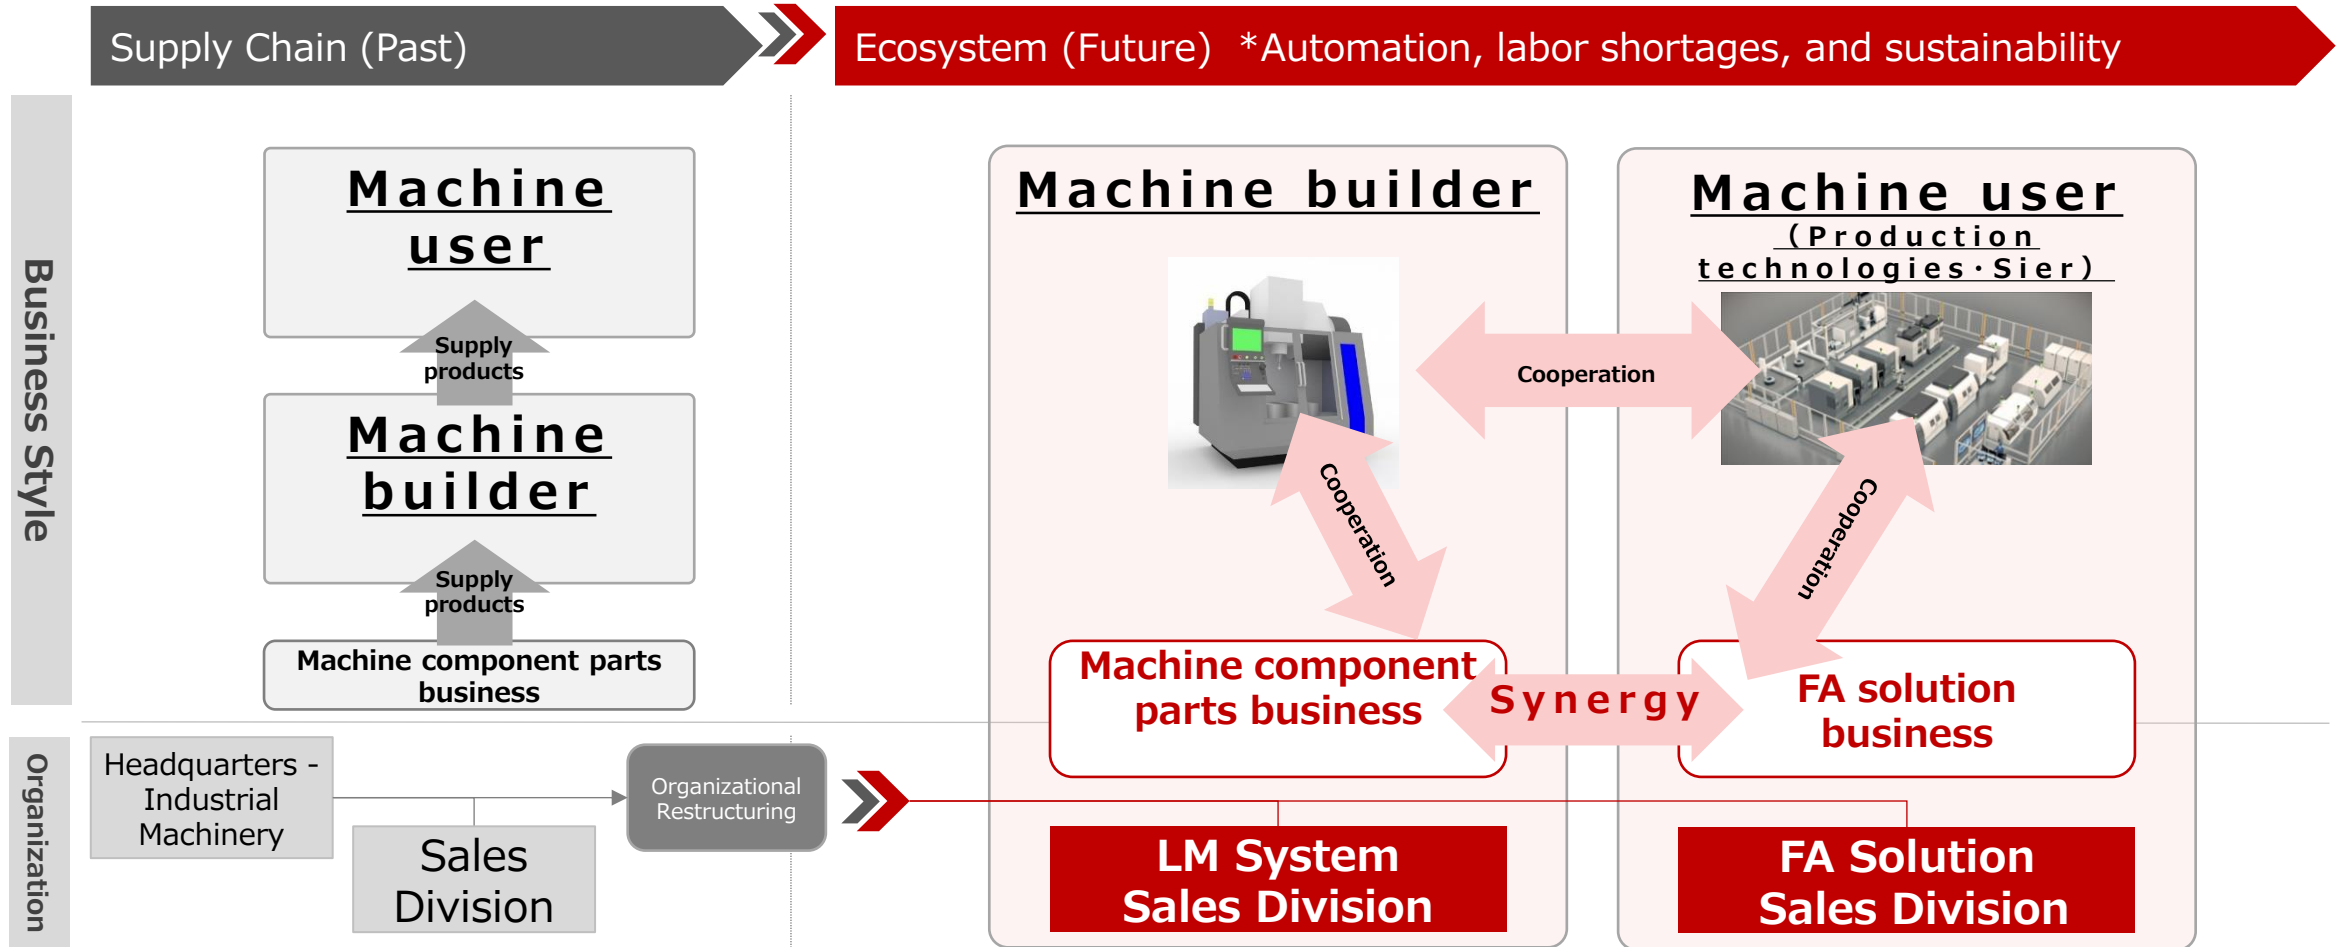 Supply Chain (Past)
Ecosystem (Future) *Automation, labor shortages, and sustainability
Business Style
Machine
user
Supply
products
Machine
builder
Supply
products
Machine component parts
business
Machine builder
Machine user
(Production
technologies・Sier)
Cooperation
Cooperation
Cooperation
Machine component
parts business
Synergy
FA solution
business
Organization
Headquarters -
Industrial
Machinery
Sales
Division
Organizational
Restructuring
LM System
Sales Division
FA Solution
Sales Division